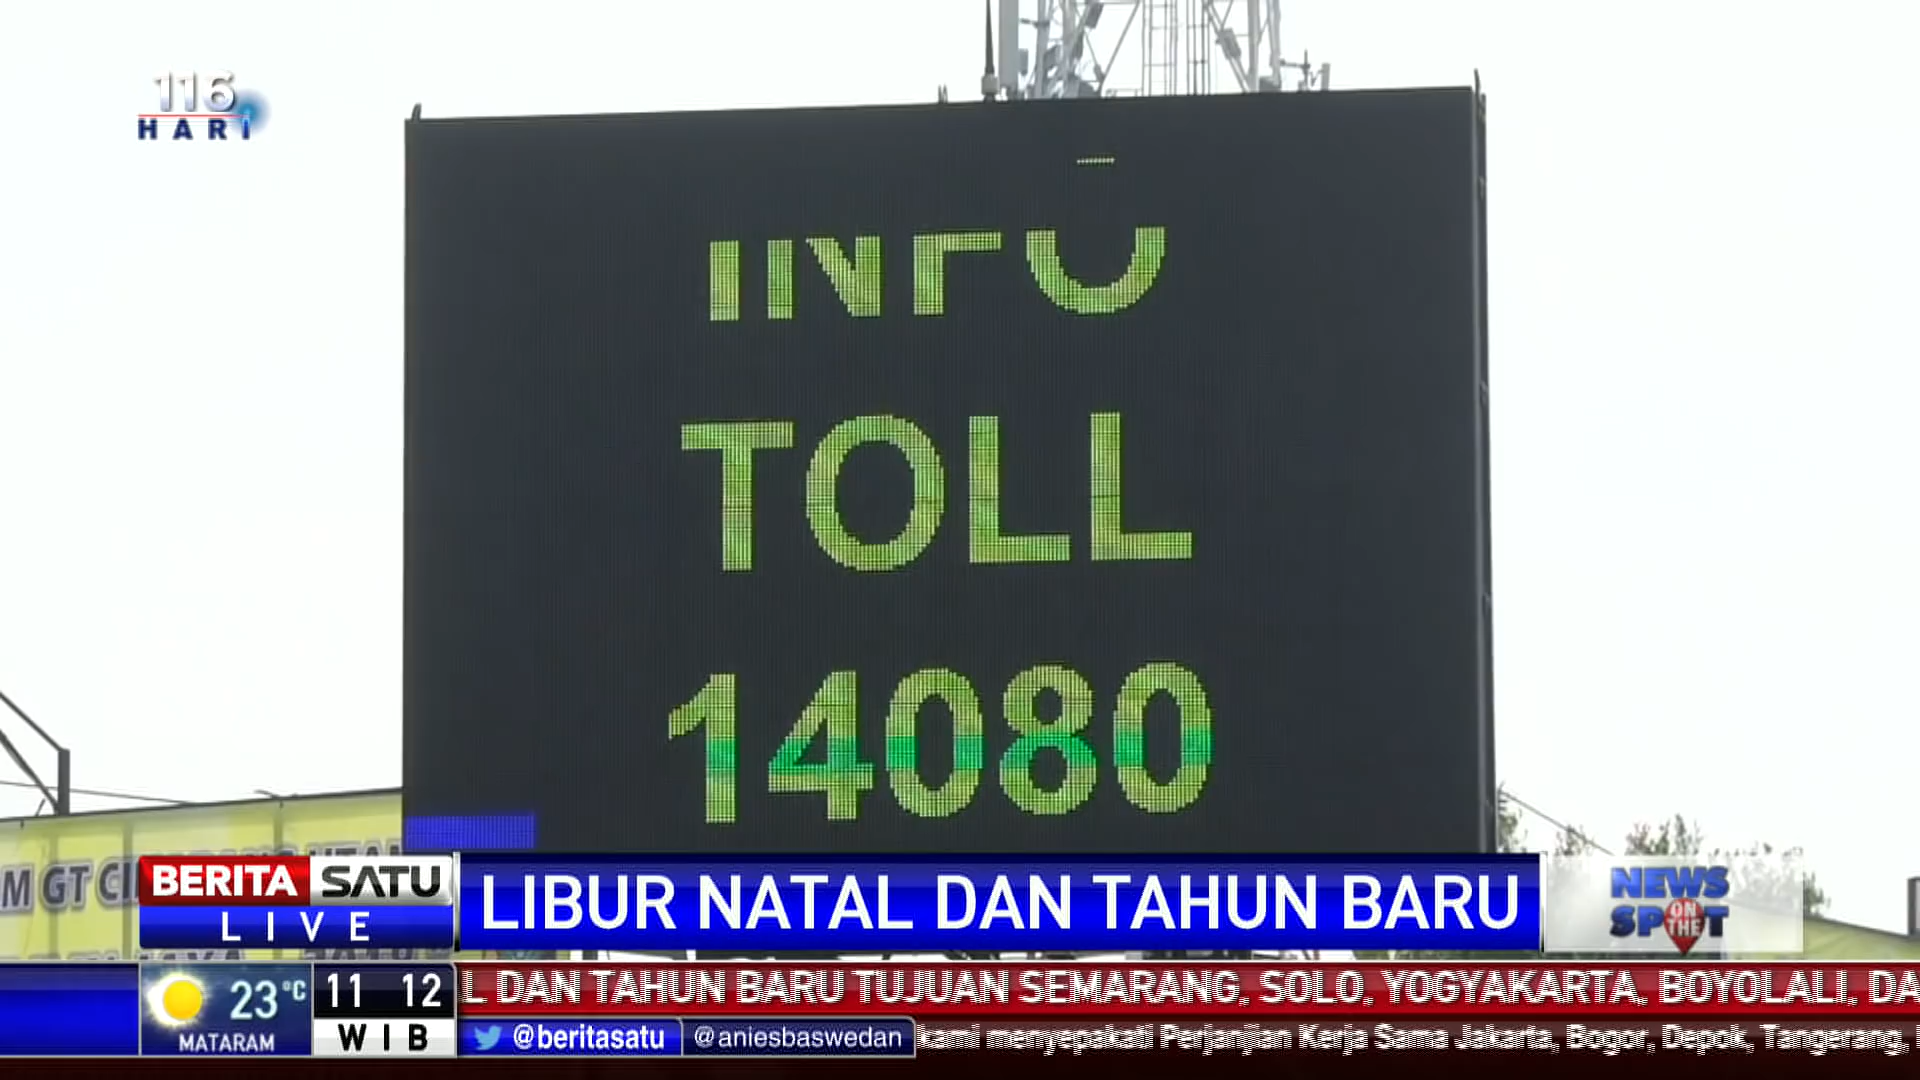 116
HARI
INFO
TOLL
14080
M GT CI
BERITA SATU
LIVE
LIBUR NATAL DAN TAHUN BARU
NEWS
SPOT
ON THE
23°C
MATARAM
11 12
WIB
L DAN TAHUN BARU TUJUAN SEMARANG, SOLO, YOGYAKARTA, BOYOLALI, DA
@beritasatu
@aniesbaswedan
kami menyepakati Perjanjian Kerja Sama Jakarta, Bogor, Depok, Tangerang,